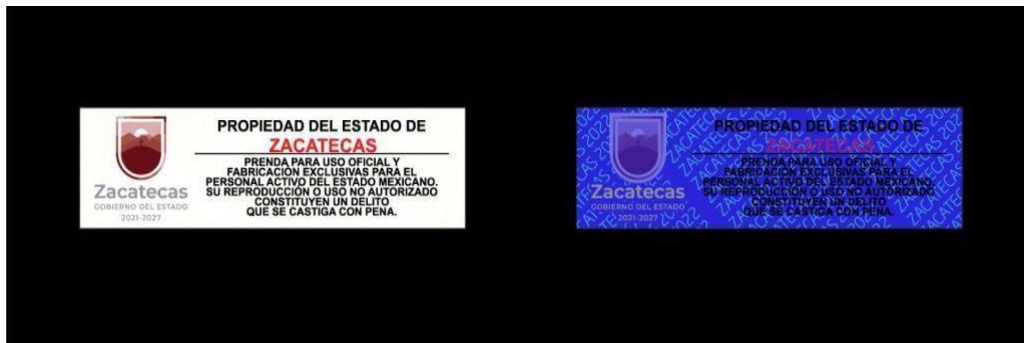 PROPIEDAD DEL ESTADO DE
ZACATECAS
PRENDA PARA USO OFICIAL Y
FABRICACIÓN EXCLUSIVAS PARA EL
PERSONAL ACTIVO DEL ESTADO MEXICANO.
SU REPRODUCCIÓN O USO NO AUTORIZADO
CONSTITUYEN UN DELITO
QUE SE CASTIGA CON PENA.
Zacatecas
GOBIERNO DEL ESTADO
2021-2027
PROPIEDAD DEL ESTADO DE
ZACATECAS
PRENDA PARA USO OFICIAL Y
FABRICACIÓN EXCLUSIVAS PARA EL
PERSONAL ACTIVO DEL ESTADO MEXICANO.
SU REPRODUCCIÓN O USO NO AUTORIZADO
CONSTITUYEN UN DELITO
QUE SE CASTIGA CON PENA.
Zacatecas
GOBIERNO DEL ESTADO
2021-2027
ZACATECAS 2022